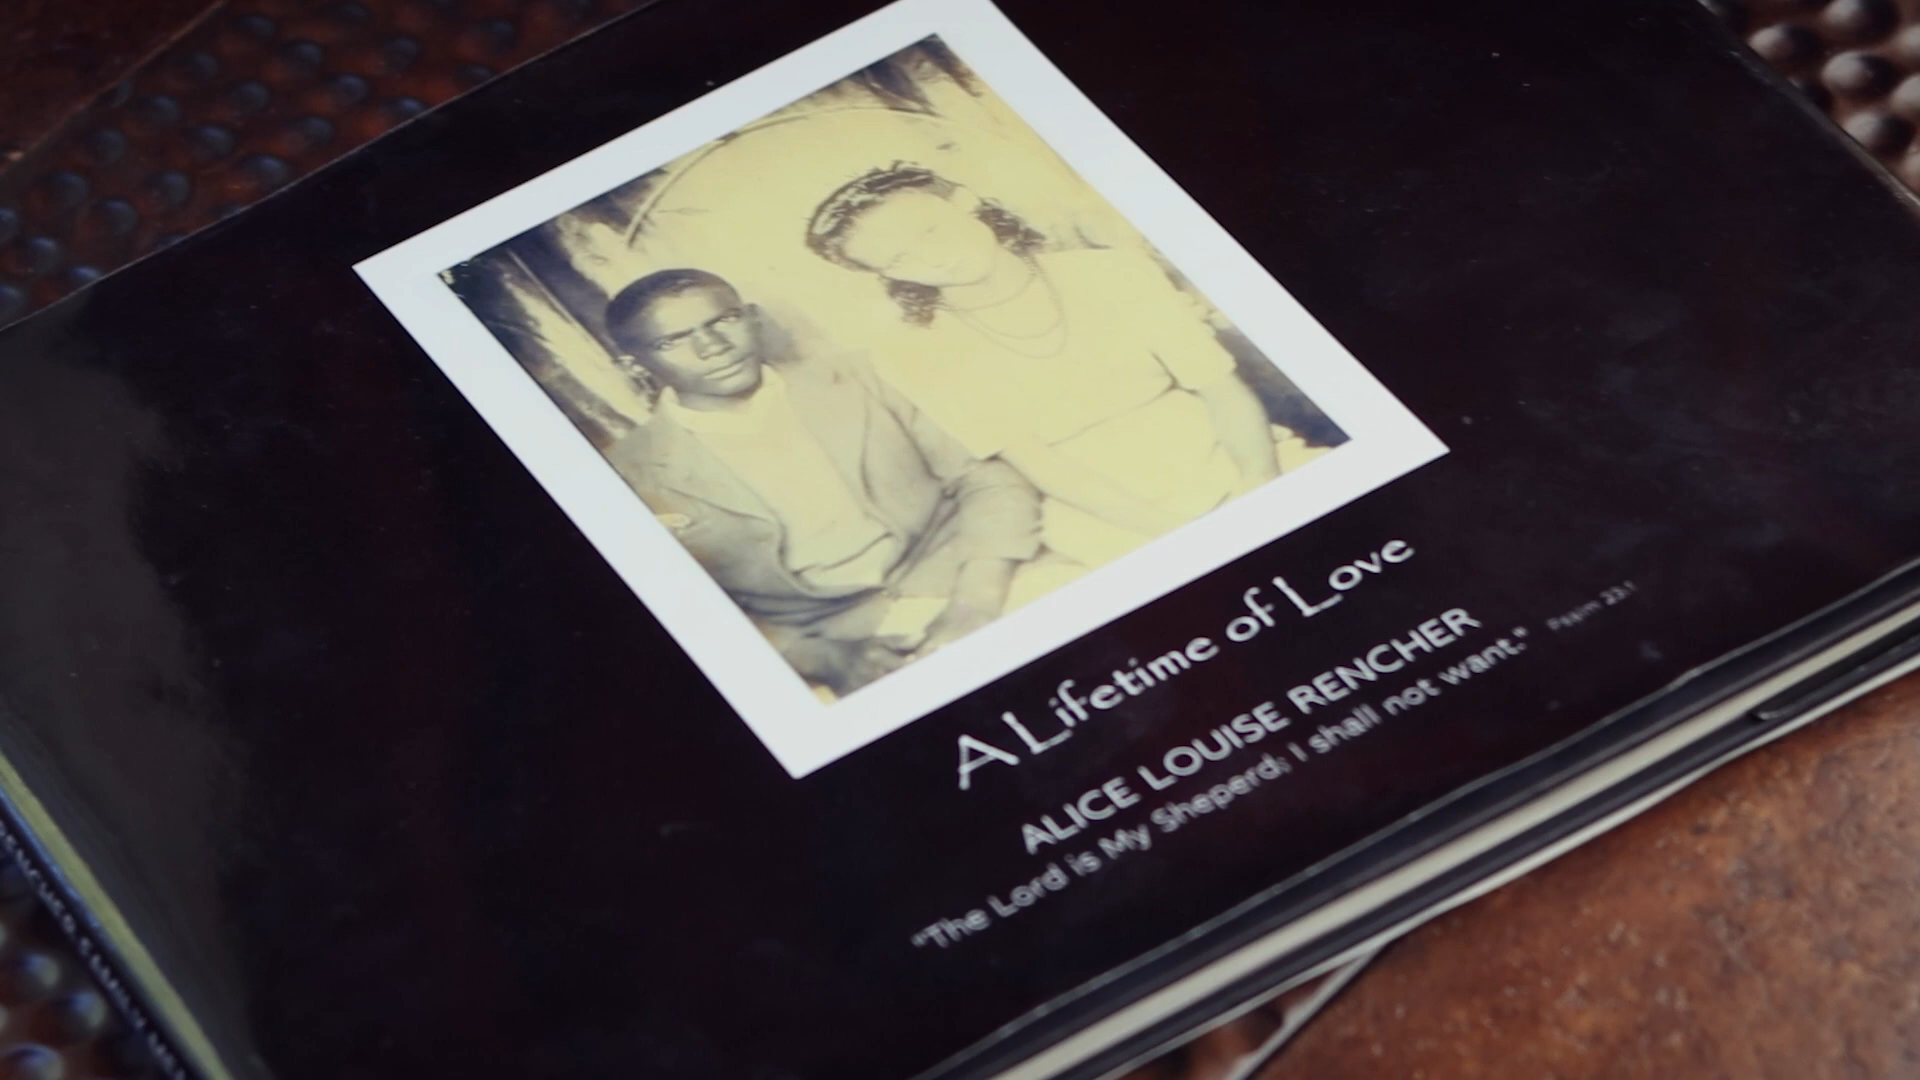 A Lifetime of Love
ALICE LOUISE RENCHER
"The Lord is My Sheperd; I shall not want." Psalm 23:1